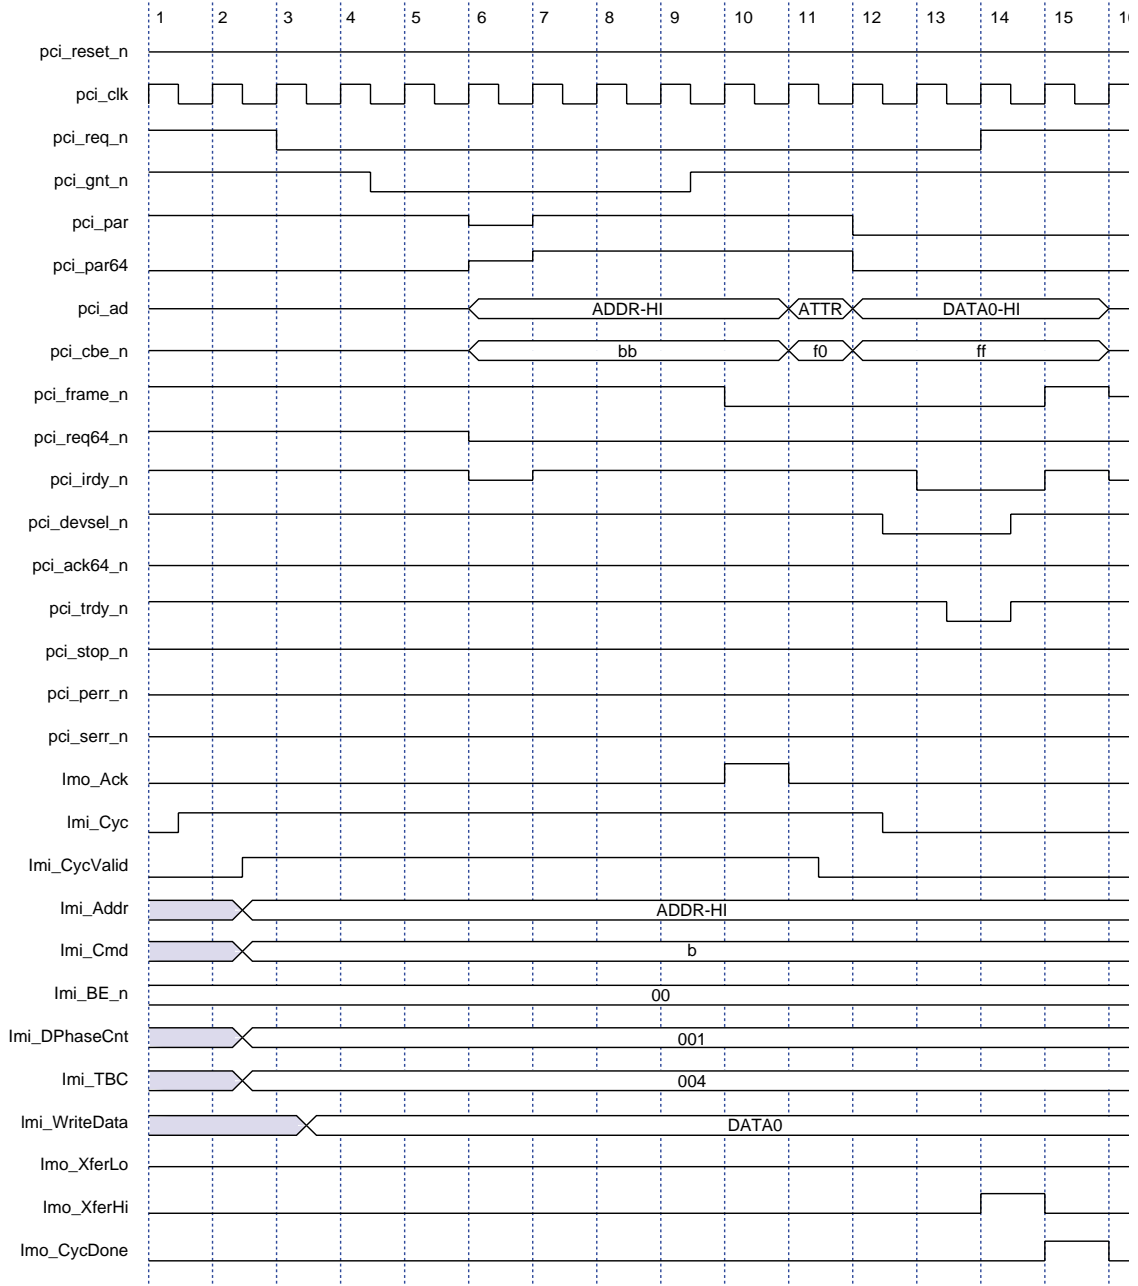 1 2 3 4 5 6 7 8 9 10 11 12 13 14 15
pci_reset_n
pci_clk
pci_req_n
pci_gnt_n
pci_par
pci_par64
pci_ad ADDR-HI ATTR DATA0-HI
pci_cbe_n bb f0 ff
pci_frame_n
pci_req64_n
pci_irdy_n
pci_devsel_n
pci_ack64_n
pci_trdy_n
pci_stop_n
pci_perr_n
pci_serr_n
lmo_Ack
lmi_Cyc
lmi_CycValid
lmi_Addr ADDR-HI
lmi_Cmd b
lmi_BE_n 00
lmi_DPhaseCnt 001
lmi_TBC 004
lmi_WriteData DATA0
lmo_XferLo
lmo_XferHi
lmo_CycDone